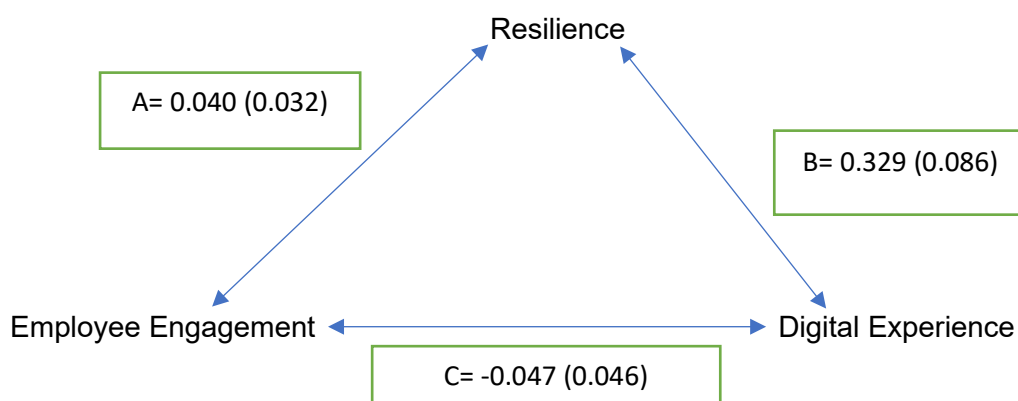 Resilience
A= 0.040 (0.032)
B= 0.329 (0.086)
Employee Engagement
Digital Experience
C= -0.047 (0.046)